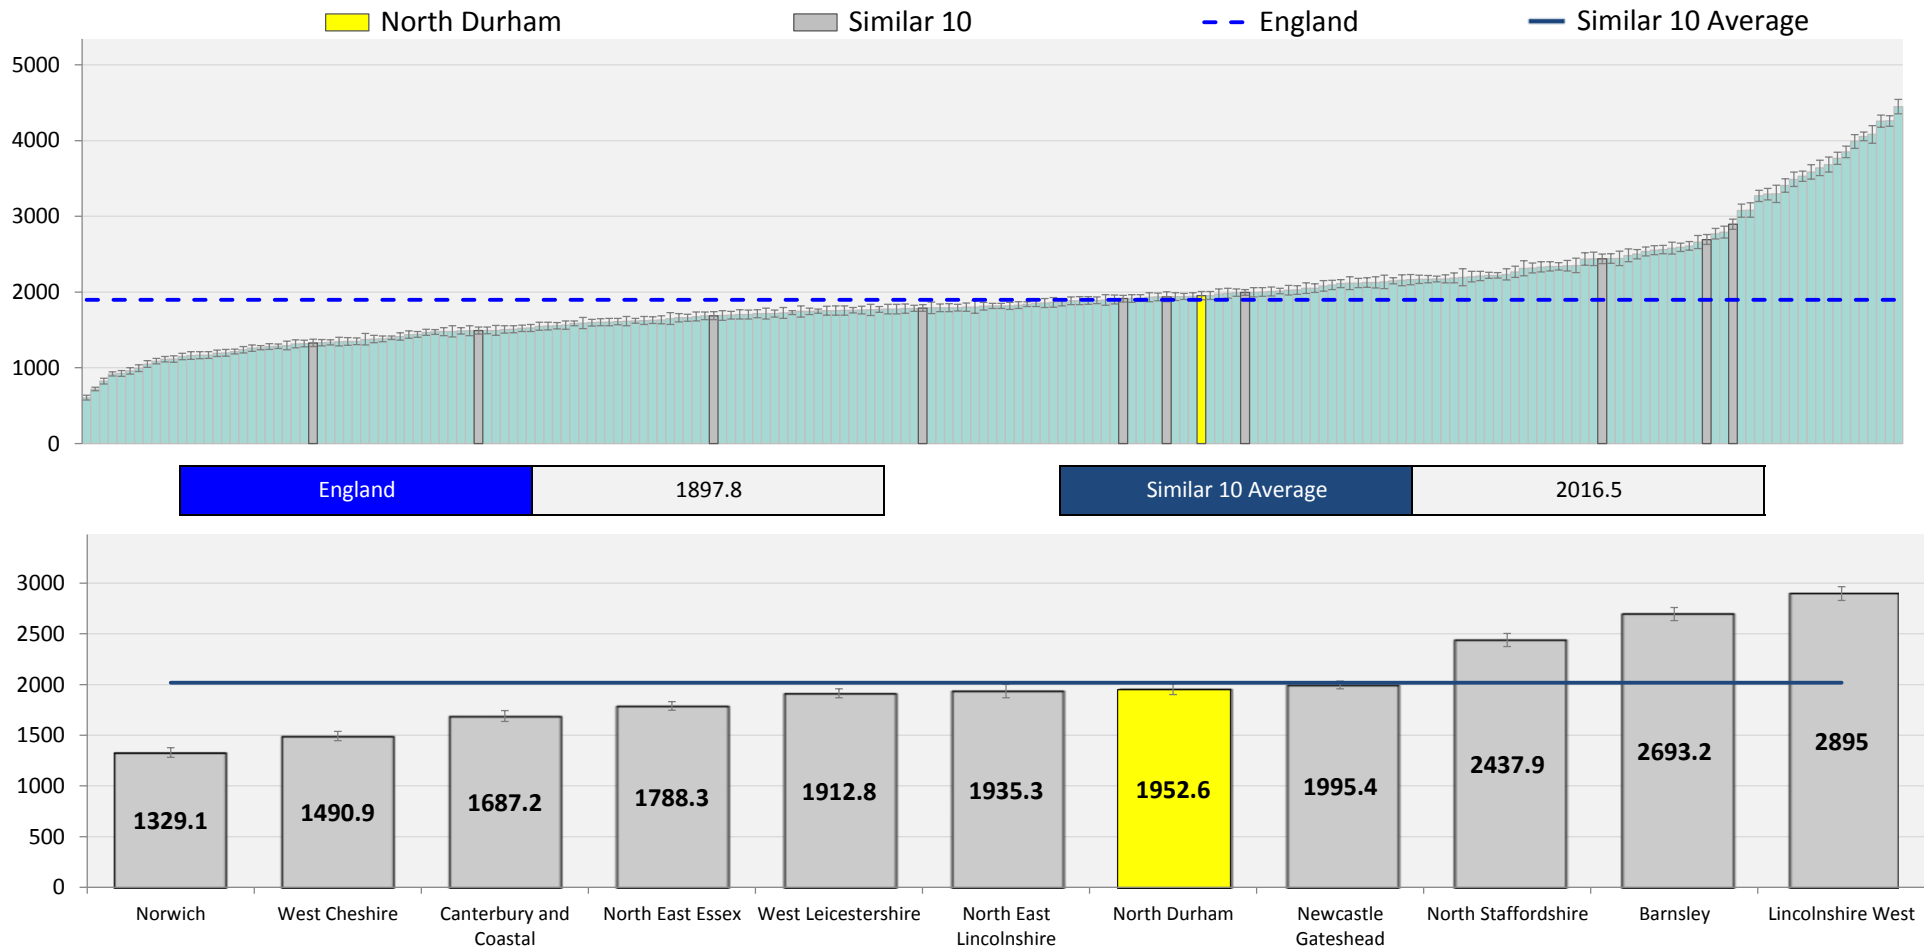 North Durham
Similar 10
England
Similar 10 Average
5000
4000
3000
2000
1000
0
England
1897.8
Similar 10 Average
2016.5
3000
2500
2000
1500
1000
500
0
1329.1
1490.9
1687.2
1788.3
1912.8
1935.3
1952.6
1995.4
2437.9
2693.2
2895
Norwich
West Cheshire
Canterbury and
Coastal
North East Essex
West Leicestershire
North East
Lincolnshire
North Durham
Newcastle
Gateshead
North Staffordshire
Barnsley
Lincolnshire West